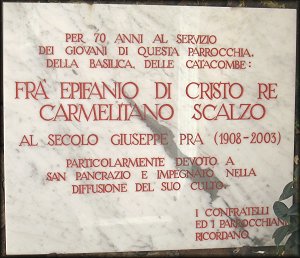 PER 70 ANNI AL SERVIZIO
DEI GIOVANI DI QUESTA PARROCCHIA,
DELLA BASILICA, DELLE CATACOMBE:
FRA' EPIFANIO DI CRISTO RE
CARMELITANO SCALZO
AL SECOLO GIUSEPPE PRA (1908-2003)
PARTICOLARMENTE DEVOTO A
SAN PANCRAZIO E IMPEGNATO NELLA
DIFFUSIONE DEL SUO CULTO.
I CONFRATELLI
ED I PARROCCHIANI
RICORDANO